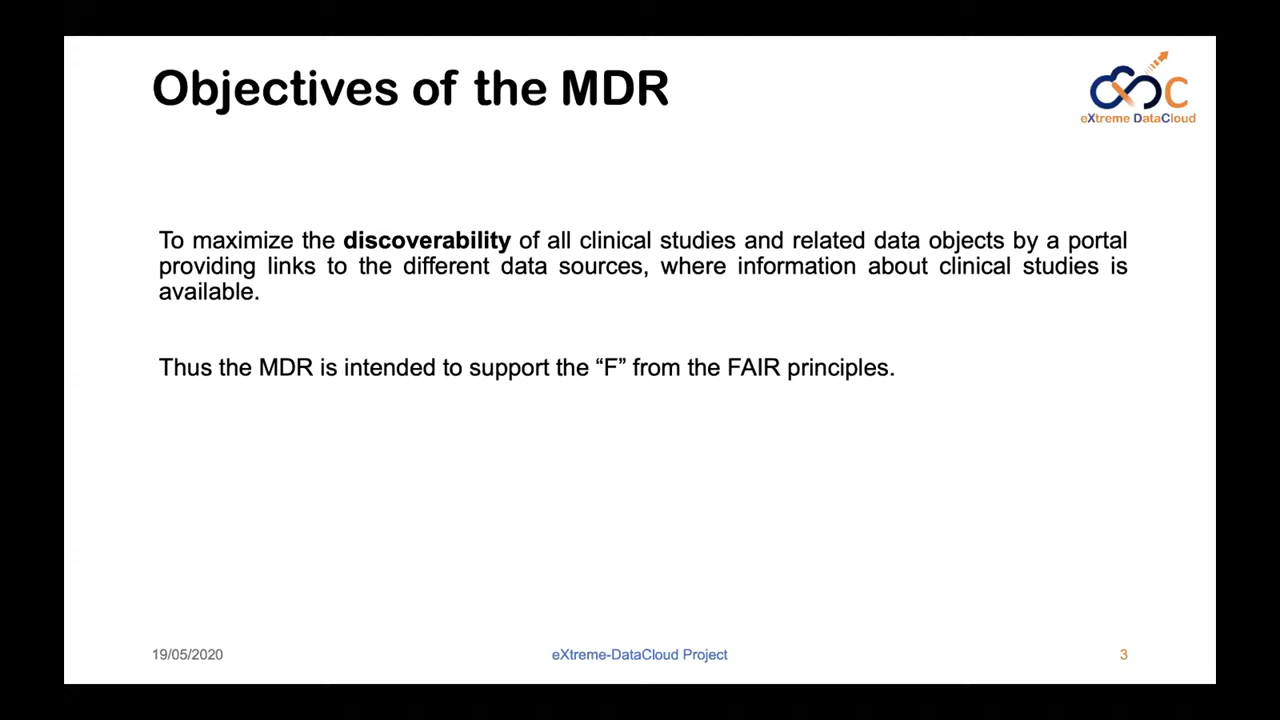 Objectives of the MDR
eXtreme DataCloud
To maximize the discoverability of all clinical studies and related data objects by a portal
providing links to the different data sources, where information about clinical studies is
available.
Thus the MDR is intended to support the “F” from the FAIR principles.
19/05/2020
eXtreme-DataCloud Project
3